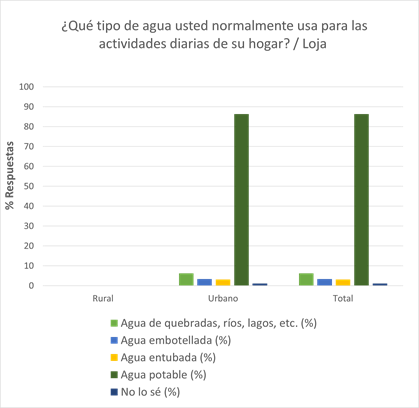 ¿Qué tipo de agua usted normalmente usa para las
actividades diarias de su hogar? / Loja
% Respuestas
100
90
80
70
60
50
40
30
20
10
0
Rural
Urbano
Total
Agua de quebradas, ríos, lagos, etc. (%)
Agua embotellada (%)
Agua entubada (%)
Agua potable (%)
No lo sé (%)